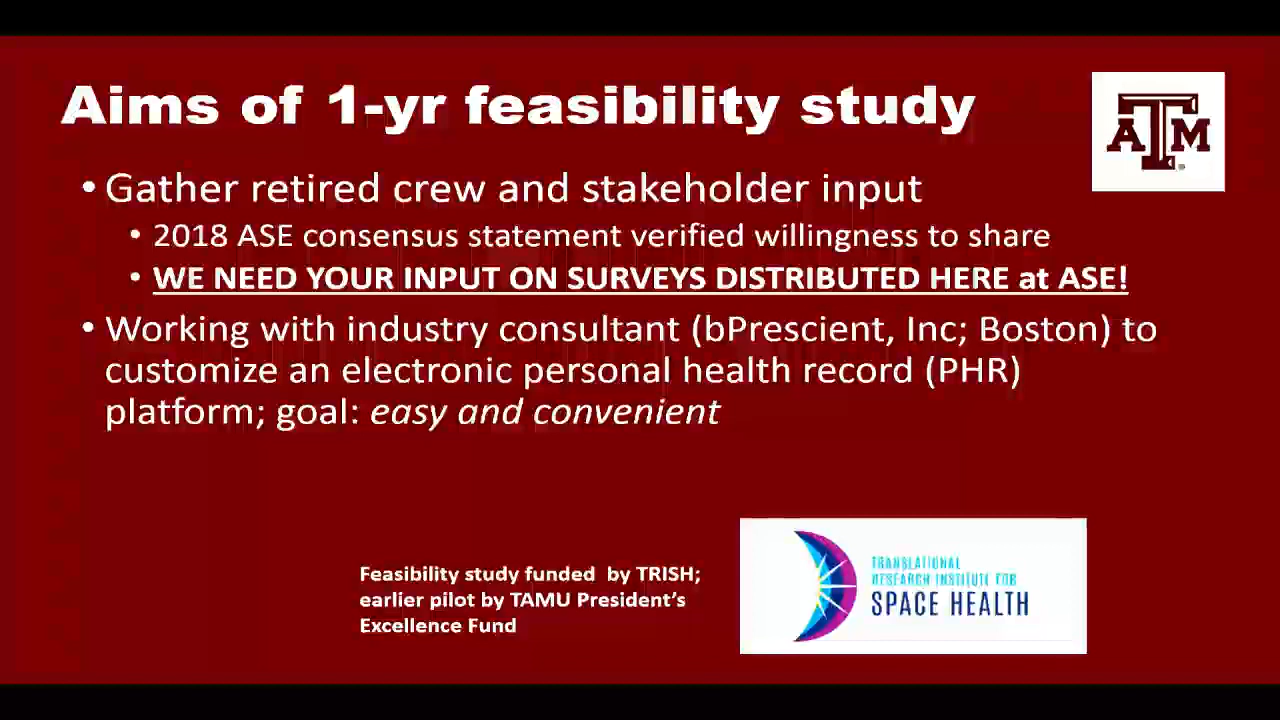 Aims of 1-yr feasibility study
ATM
• Gather retired crew and stakeholder input
• 2018 ASE consensus statement verified willingness to share
• WE NEED YOUR INPUT ON SURVEYS DISTRIBUTED HERE at ASE!
• Working with industry consultant (bPrescient, Inc; Boston) to
customize an electronic personal health record (PHR)
platform; goal: easy and convenient
Feasibility study funded by TRISH;
earlier pilot by TAMU President’s
Excellence Fund
TRANSLATIONAL
RESEARCH INSTITUTE FOR
SPACE HEALTH